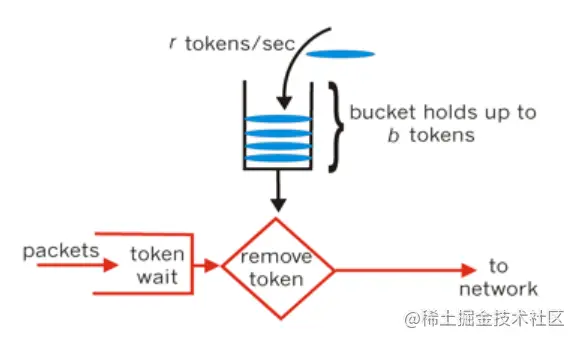 r tokens/sec
bucket holds up to
b tokens
packets
token
wait
remove
token
to
network
@稀土掘金技术社区